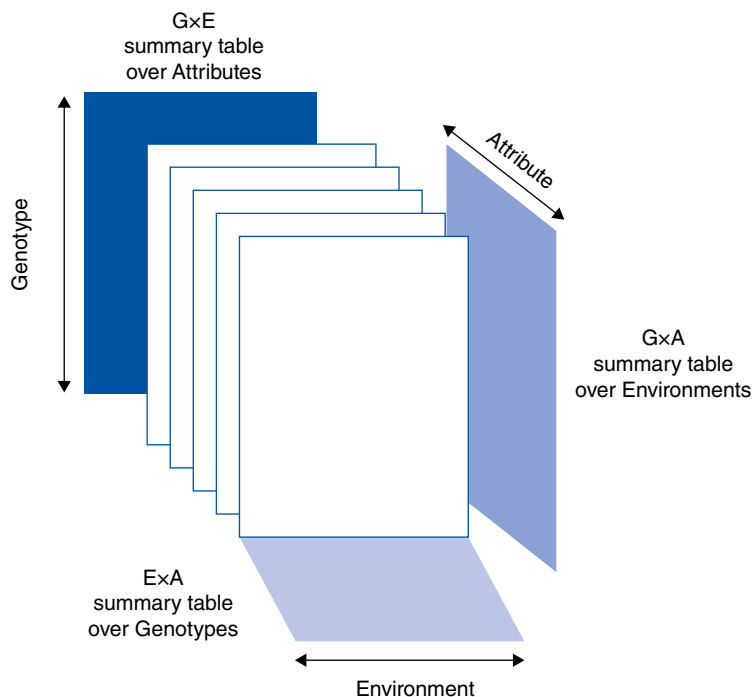 G×E
summary table
over Attributes
Attribute
Genotype
G×A
summary table
over Environments
E×A
summary table
over Genotypes
Environment